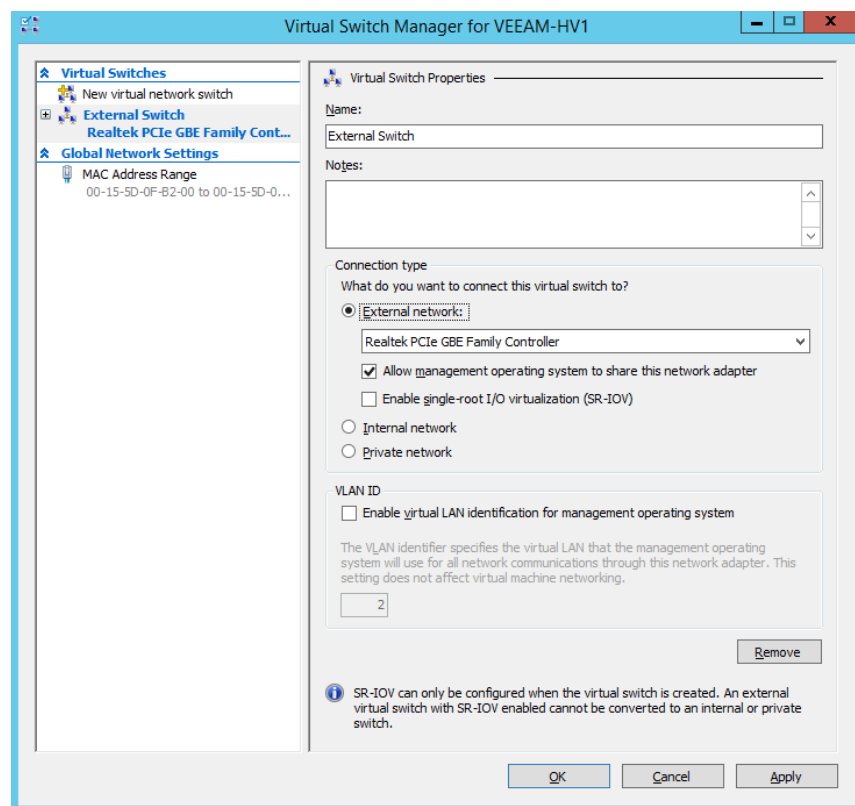 Virtual Switch Manager for VEEAM-HV1
Virtual Switches
New virtual network switch
External Switch
Realtek PCIe GBE Family Cont...
Global Network Settings
MAC Address Range
00-15-5D-0F-B2-00 to 00-15-5D-0...
Virtual Switch Properties
Name:
External Switch
Notes:
Connection type
What do you want to connect this virtual switch to?
External network:
Realtek PCIe GBE Family Controller
Allow management operating system to share this network adapter
Enable single-root I/O virtualization (SR-IOV)
Internal network
Private network
VLAN ID
Enable virtual LAN identification for management operating system
The VLAN identifier specifies the virtual LAN that the management operating
system will use for all network communications through this network adapter. This
setting does not affect virtual machine networking.
2
Remove
SR-IOV can only be configured when the virtual switch is created. An external
virtual switch with SR-IOV enabled cannot be converted to an internal or private
switch.
OK
Cancel
Apply